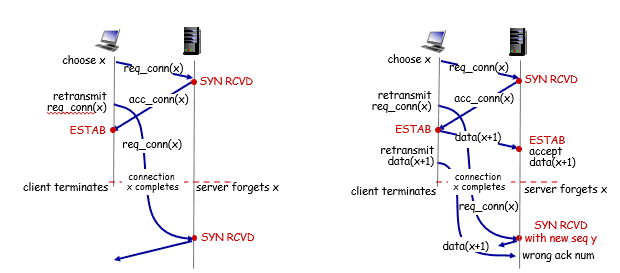 choose x
req_conn(x)
SYN RCVD
retransmit
req_conn(x)
acc_conn(x)
ESTAB
req_conn(x)
connection
x completes
client terminates
server forgets x
SYN RCVD
choose x
req_conn(x)
SYN RCVD
retransmit
req_conn(x)
acc_conn(x)
ESTAB
data(x+1)
ESTAB
accept
data(x+1)
retransmit
data(x+1)
connection
x completes
client terminates
server forgets x
req_conn(x)
SYN RCVD
with new seq y
data(x+1)
wrong ack num